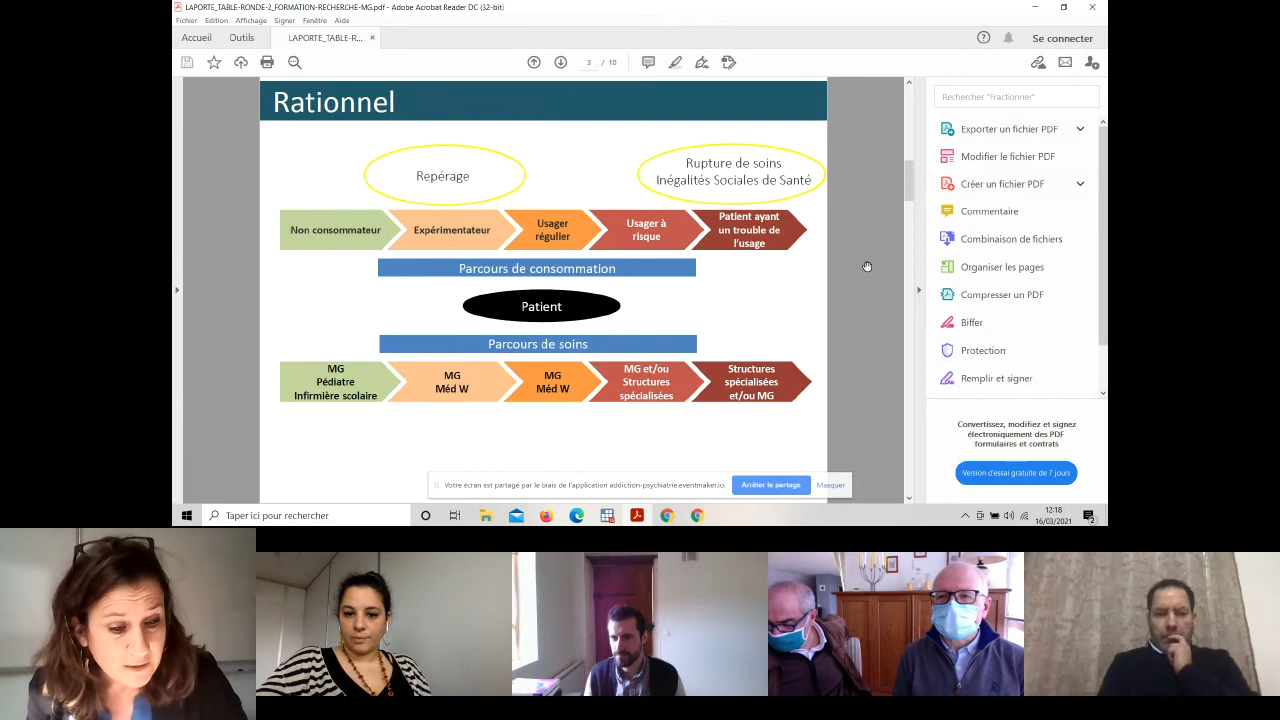 LAPORTE_TABLE-RONDE-2_FORMATION-RECHERCHE-MG.pdf - Adobe Acrobat Reader DC (32-bit)
Fichier Edition Affichage Signer Fenêtre Aide
Accueil Outils LAPORTE_TABLE-R... × Se connecter
3 / 10
Rationnel
Repérage
Rupture de soins
Inégalités Sociales de Santé
Non consommateur
Expérimentateur
Usager
régulier
Usager à
risque
Patient ayant
un trouble de
l'usage
Parcours de consommation
Patient
Parcours de soins
MG
Pédiatre
Infirmière scolaire
MG
Méd W
MG
Méd W
MG et/ou
Structures
spécialisées
Structures
spécialisées
et/ou MG
Rechercher "Fractionner"
Exporter un fichier PDF
Modifier le fichier PDF
Créer un fichier PDF
Commentaire
Combinaison de fichiers
Organiser les pages
Compresser un PDF
Biffer
Protection
Remplir et signer
Convertissez, modifiez et signez
électroniquement des PDF
formulaires et contrats
Version d'essai gratuite de 7 jours
Votre écran est partagé par le biais de l'application addiction-psychiatrie.eventmaker.io. Arrêter le partage Masquer
Taper ici pour rechercher
12:18
16/03/2021
2